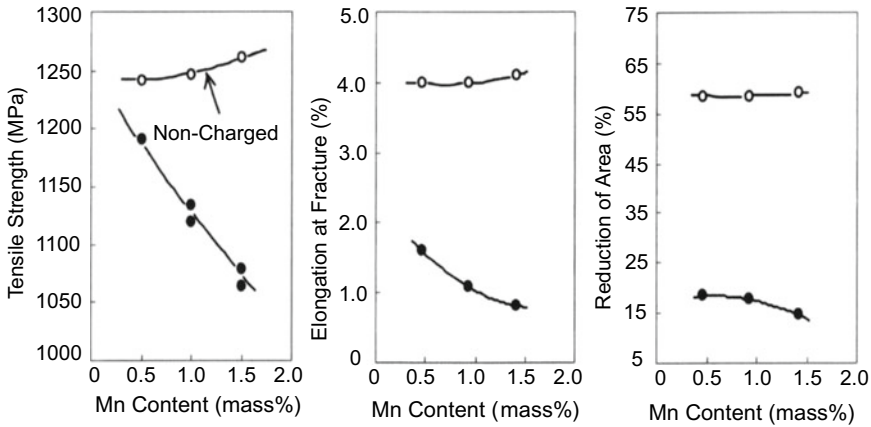 Tensile Strength (MPa)
1300
1250
1200
1150
1100
1050
1000
Non-Charged
0 0.5 1.0 1.5 2.0
Mn Content (mass%)
Elongation at Fracture (%)
5.0
4.0
3.0
2.0
1.0
0
0 0.5 1.0 1.5 2.0
Mn Content (mass%)
Reduction of Area (%)
75
65
55
45
35
25
15
5
0 0.5 1.0 1.5 2.0
Mn Content (mass%)